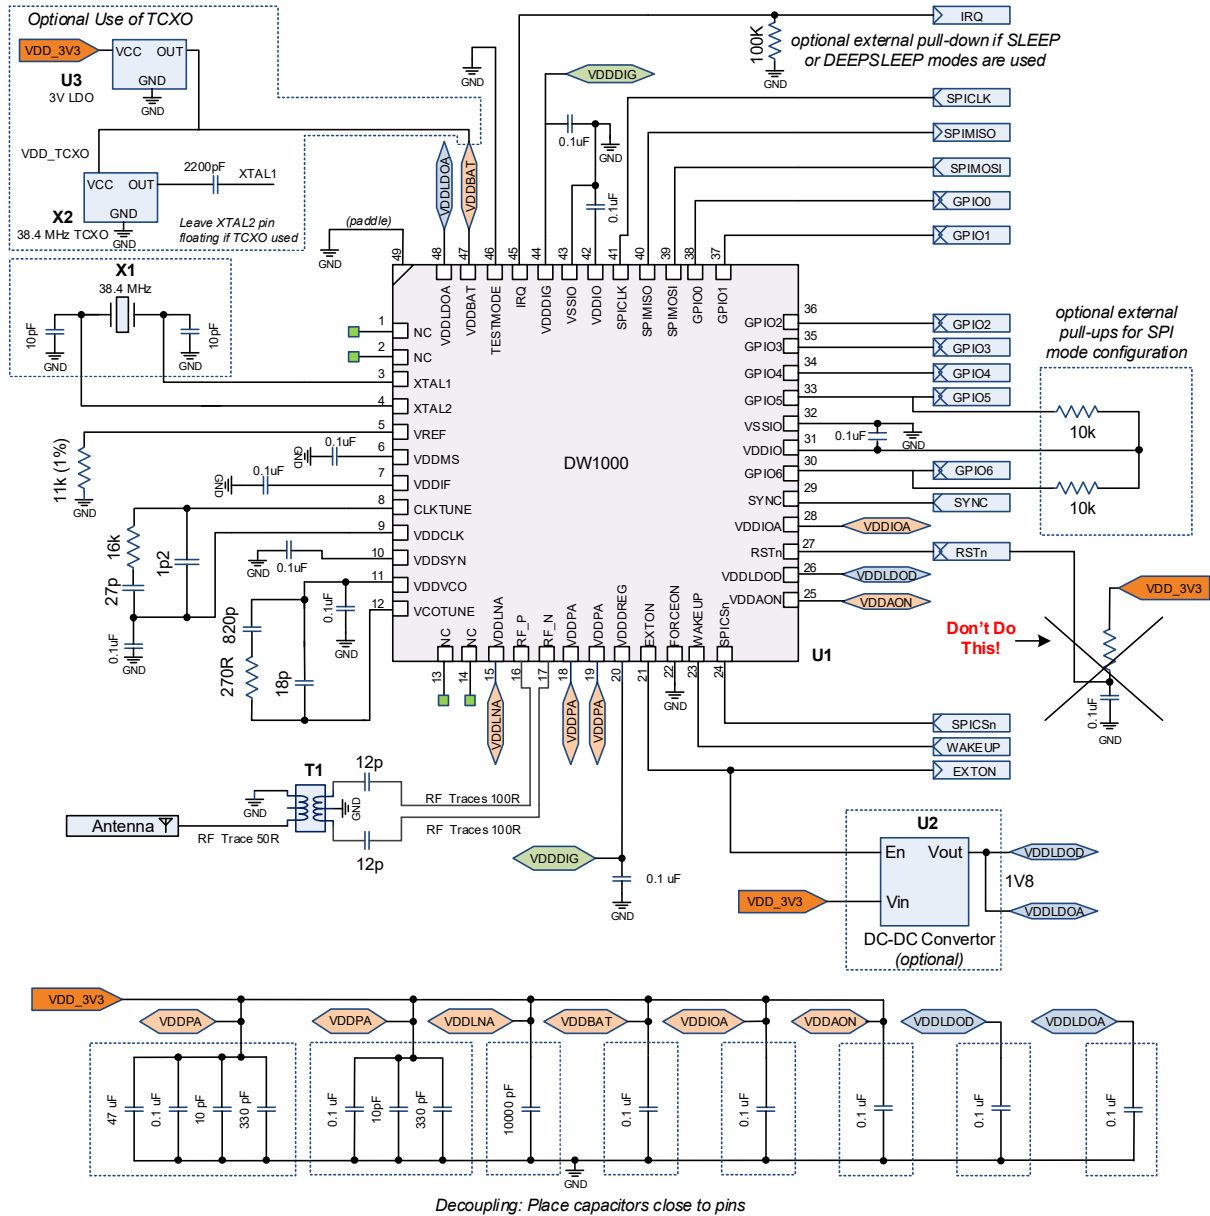 Optional Use of TCXO
VDD_3V3
VCC OUT
GND
U3
3V LDO
GND
VDD_TCXO
2200pF
XTAL1
VCC OUT
GND
X2
38.4 MHz TCXO
GND
Leave XTAL2 pin
floating if TCXO used
X1
38.4 MHz
10pF
10pF
GND
GND
11k (1%)
GND
IRQ
100K
GND
optional external pull-down if SLEEP
or DEEPSLEEP modes are used
GND
VDDDIG
0.1uF
GND
0.1uF
VDDLDOA
VDDBAT
(paddle)
GND
SPICLK
SPIMISO
SPIMOSI
GPIO0
GPIO1
49
48
47
46
45
44
43
42
41
40
39
38
37
VDDLDOA
VDDBAT
TESTMODE
IRQ
VDDDIG
VSSIO
VDDIO
SPICLK
SPIMISO
SPIMOSI
GPIO0
GPIO1
DW1000
U1
1 NC
2 NC
3 XTAL1
4 XTAL2
5 VREF
6 VDDMS
7 VDDIF
8 CLKTUNE
9 VDDCLK
10 VDDSYN
11 VDDVCO
12 VCOTUNE
GND
0.1uF
GND
0.1uF
16k
27p
1p2
0.1uF
GND
GND
0.1uF
820p
270R
18p
0.1uF
GND
36 GPIO2
35 GPIO3
34 GPIO4
33 GPIO5
32 VSSIO
31 VDDIO
30 GPIO6
29 SYNC
28 VDDIOA
27 RSTn
26 VDDLDOD
25 VDDAON
GPIO2
GPIO3
GPIO4
GPIO5
0.1uF
GND
GPIO6
SYNC
VDDIOA
RSTn
VDDLDOD
VDDAON
optional external
pull-ups for SPI
mode configuration
10k
10k
VDD_3V3
Don't Do
This!
0.1uF
GND
NC
NC
VDDLNA
RF_P
RF_N
VDDPA
VDDPA
VDDREG
EXTON
FORCEON
WAKEUP
SPICSn
13
14
15
16
17
18
19
20
21
22
23
24
VDDLNA
VDDPA
VDDPA
GND
SPICSn
WAKEUP
EXTON
T1
GND
GND
12p
12p
RF Traces 100R
RF Traces 100R
Antenna
RF Trace 50R
VDDDIG
0.1 uF
GND
U2
En Vout
Vin
VDD_3V3
VDDLDOD
1V8
VDDLDOA
DC-DC Convertor
(optional)
VDD_3V3
VDDPA
VDDPA
VDDLNA
VDDBAT
VDDIOA
VDDAON
VDDLDOD
VDDLDOA
47 uF
0.1 uF
10 pF
330 pF
0.1 uF
10pF
330 pF
10000 pF
0.1 uF
0.1 uF
0.1 uF
0.1 uF
0.1 uF
GND
Decoupling: Place capacitors close to pins